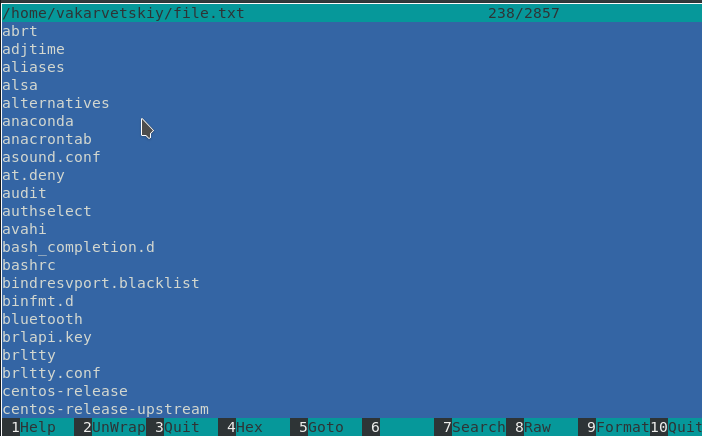 /home/vakarvetskiy/file.txt 238/2857
abrt
adjtime
aliases
alsa
alternatives
anaconda
anacrontab
asound.conf
at.deny
audit
authselect
avahi
bash_completion.d
bashrc
bindresvport.blacklist
binfmt.d
bluetooth
brlapi.key
brltty
brltty.conf
centos-release
centos-release-upstream
1Help 2UnWrap 3Quit 4Hex 5Goto 6 7Search 8Raw 9Format 10Quit